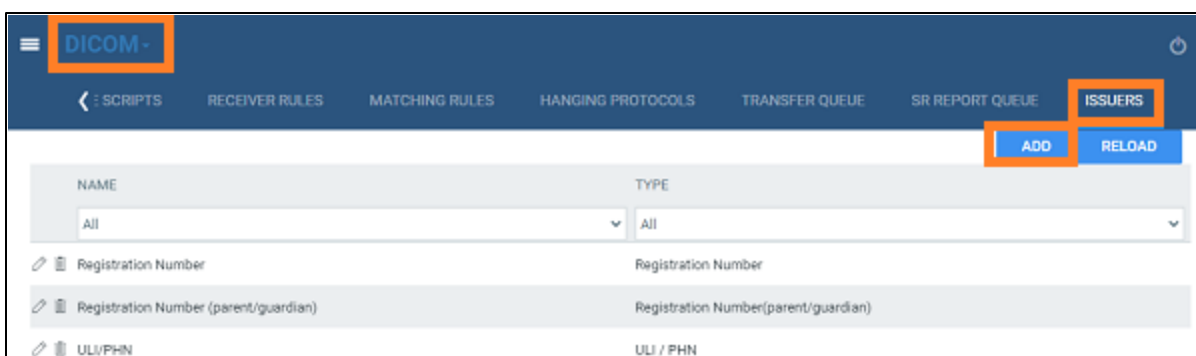 DICOM
SCRIPTS RECEIVER RULES MATCHING RULES HANGING PROTOCOLS TRANSFER QUEUE SR REPORT QUEUE ISSUERS
ADD RELOAD
NAME TYPE
All All
Registration Number Registration Number
Registration Number (parent/guardian) Registration Number(parent/guardian)
ULI/PHN ULI / PHN